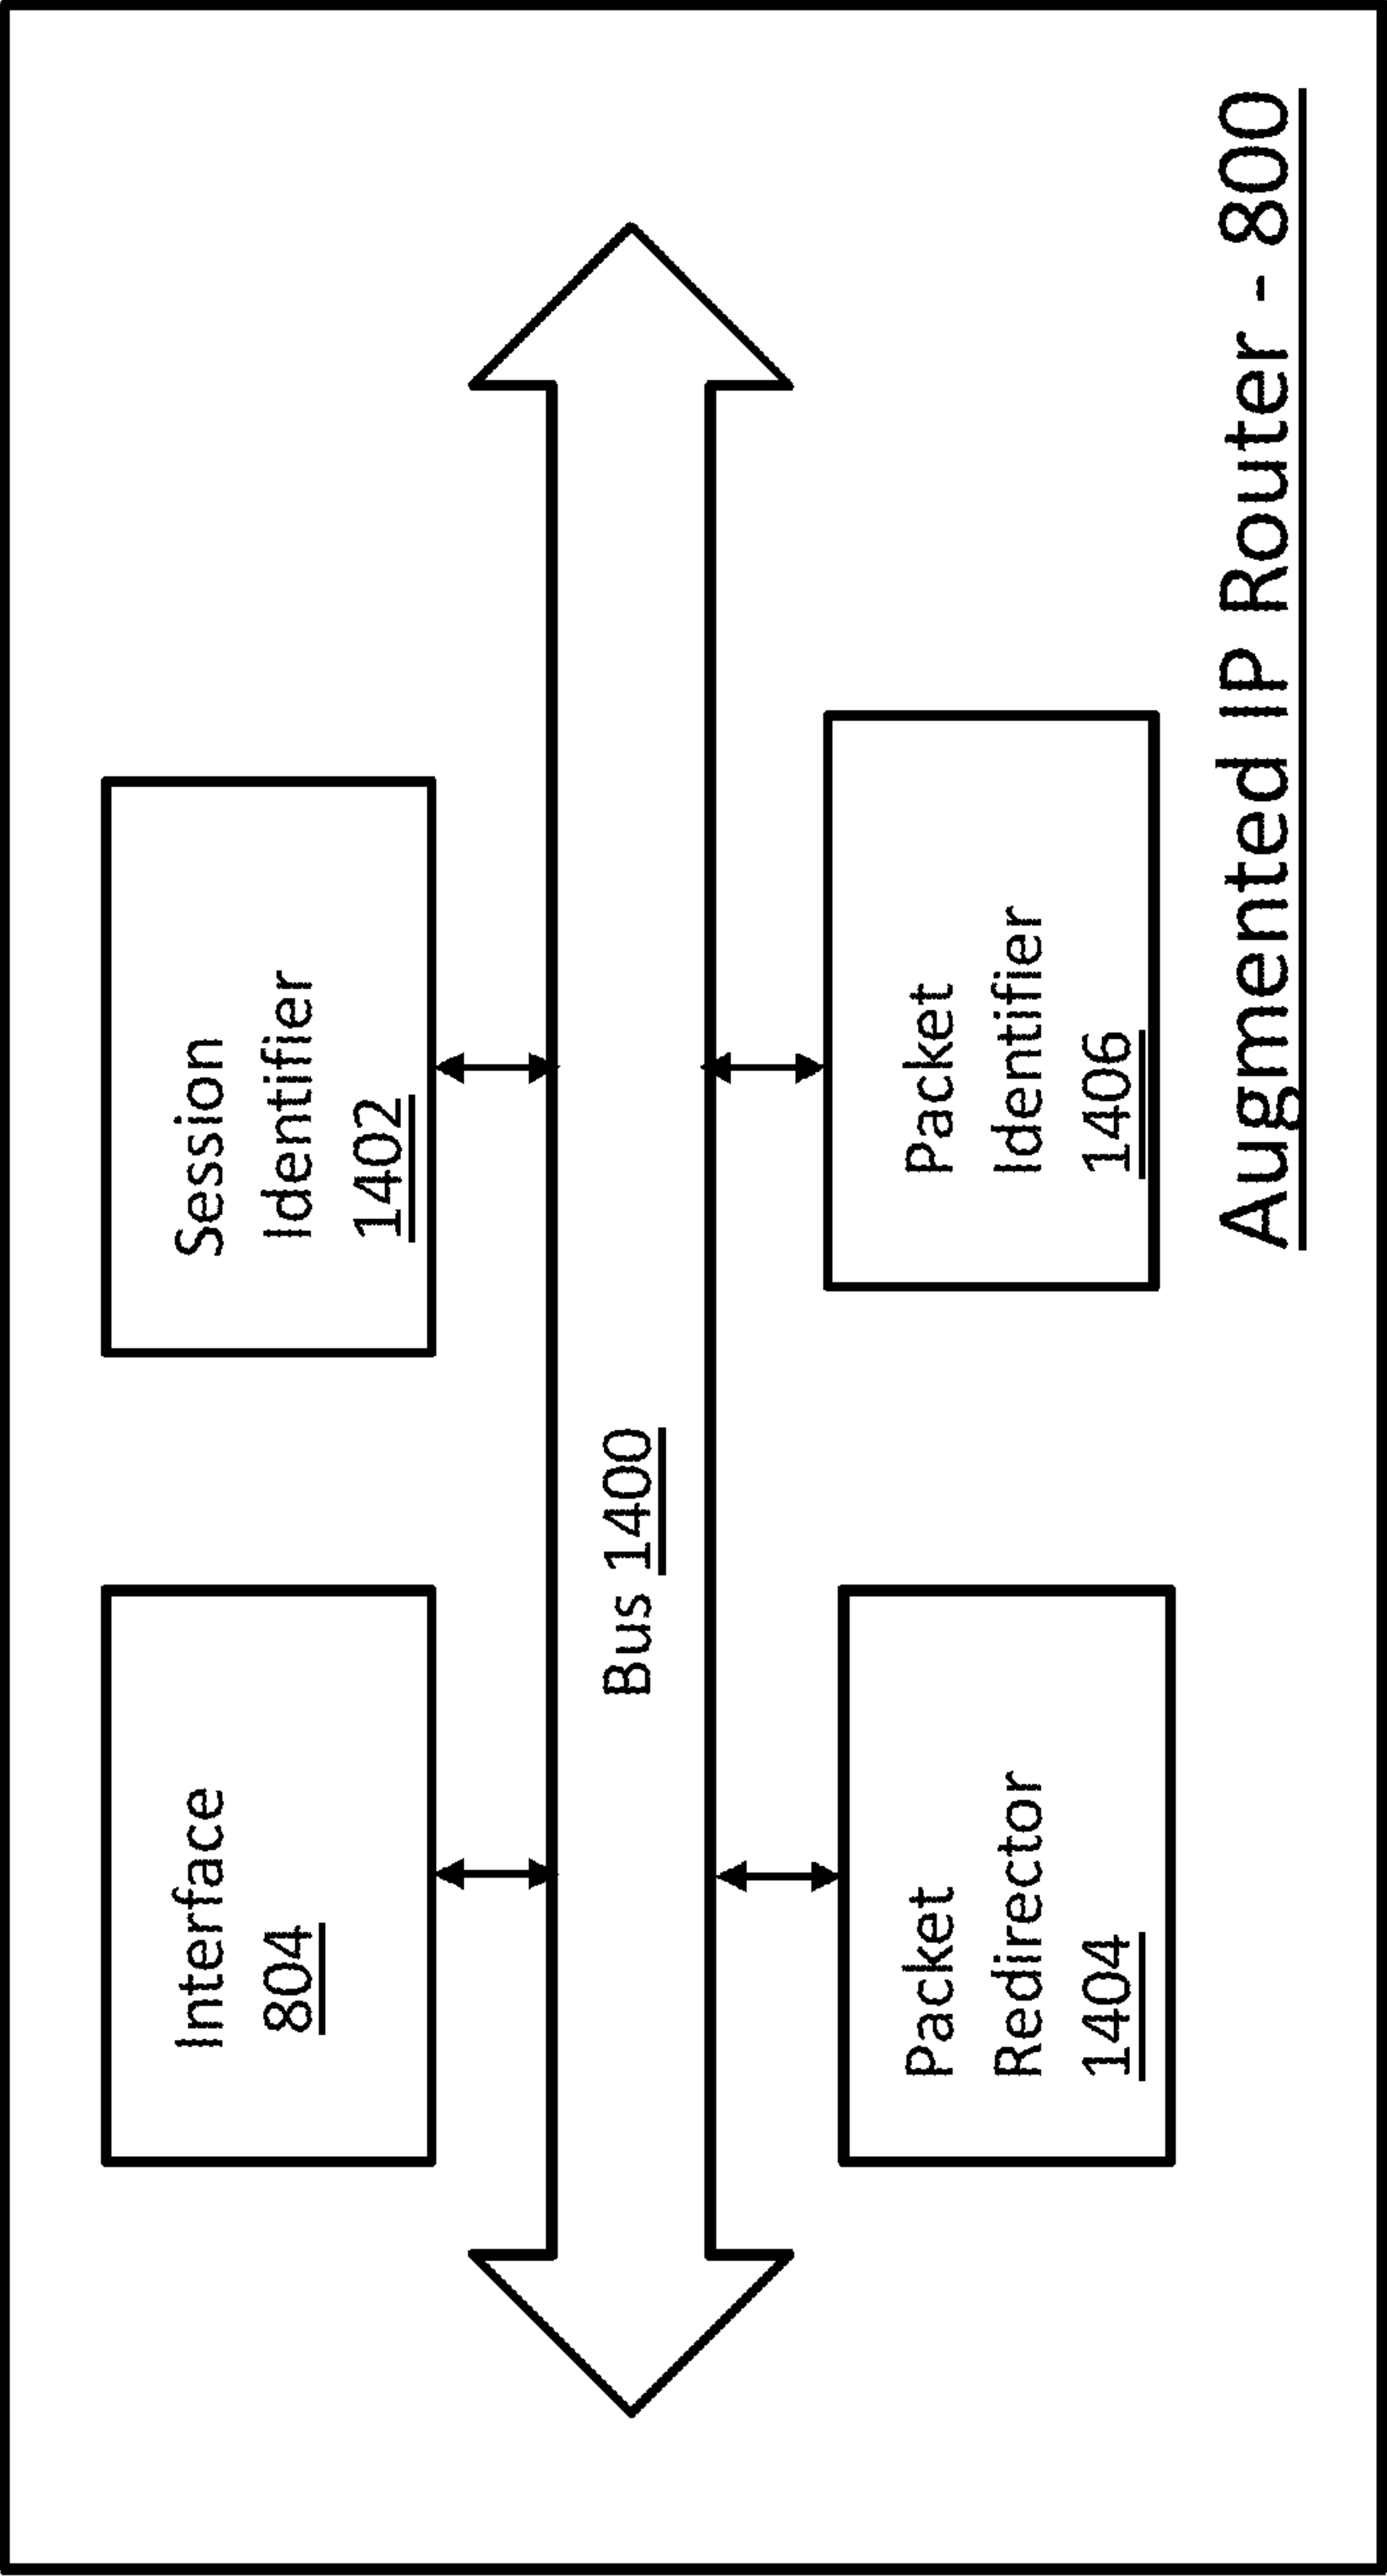 Interface
804
Session
Identifier
1402
Bus 1400
Packet
Redirector
1404
Packet
Identifier
1406
Augmented IP Router - 800